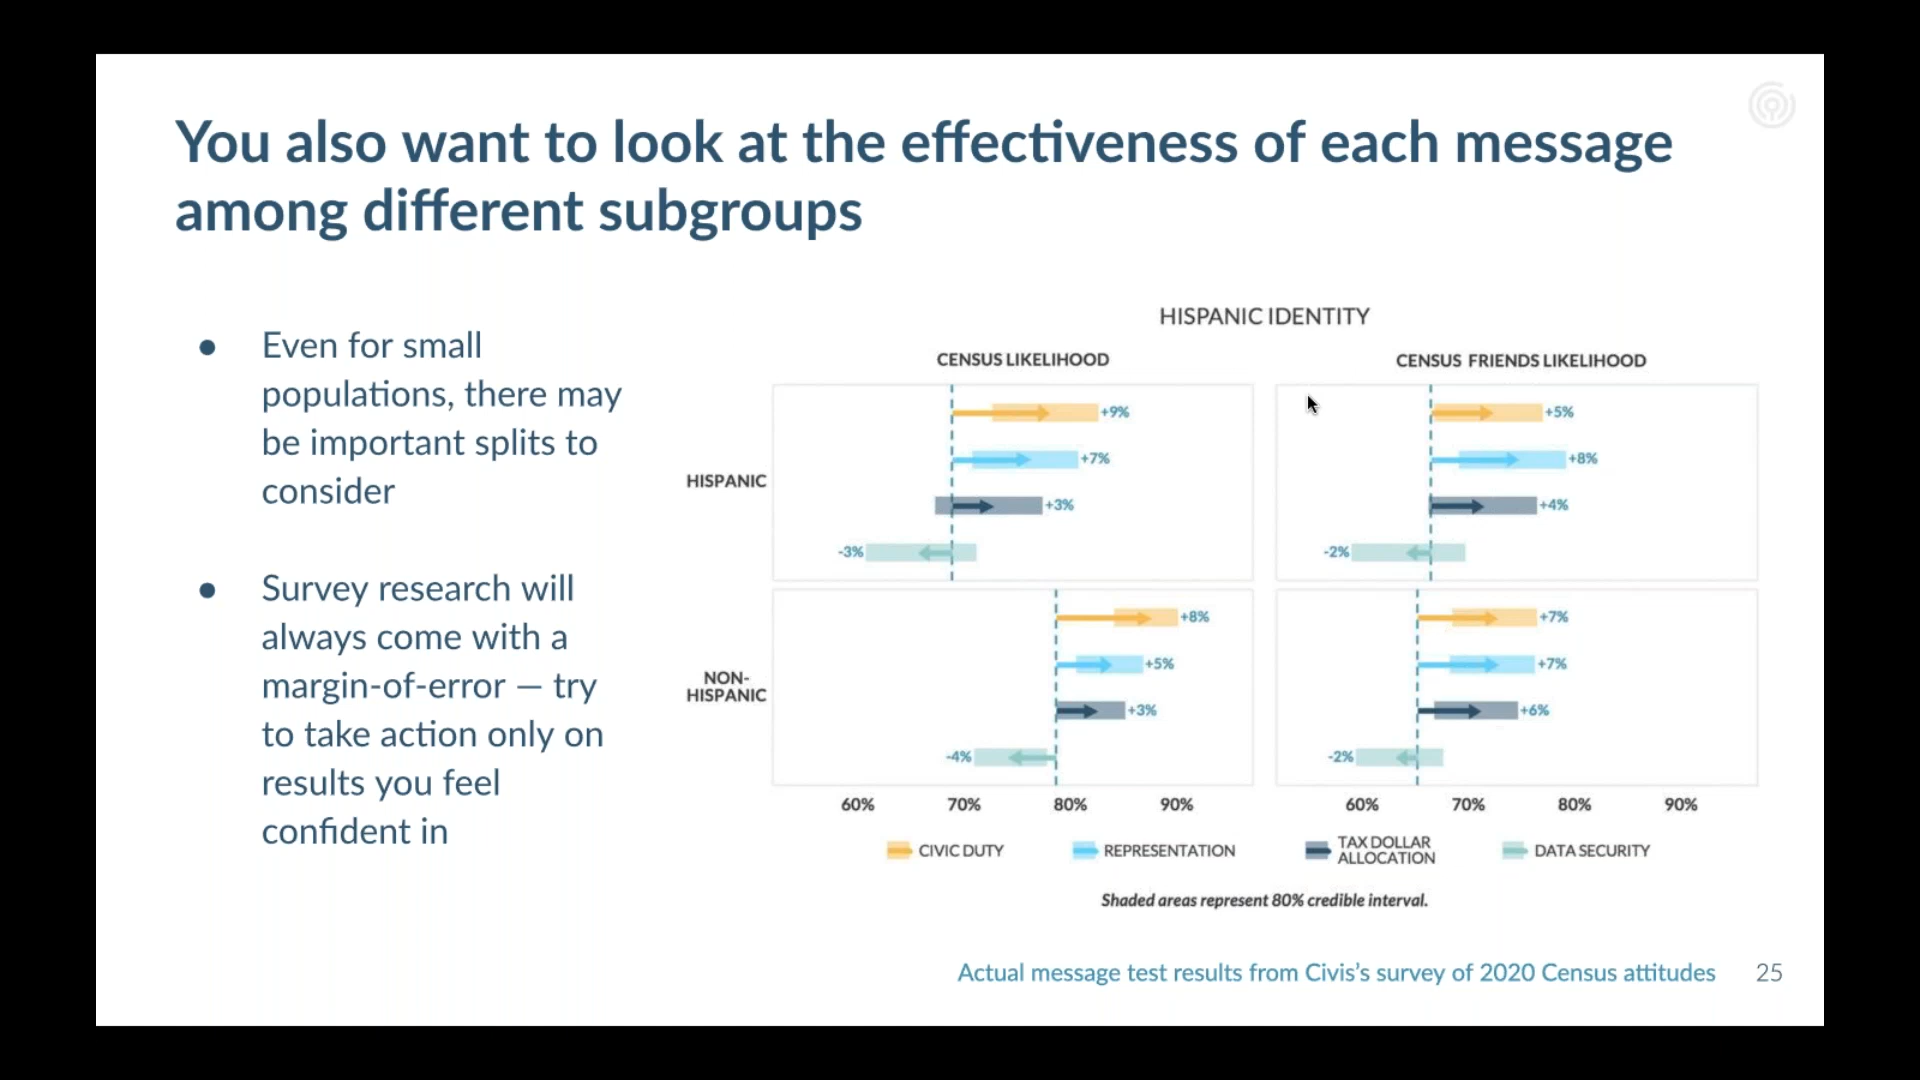 You also want to look at the effectiveness of each message
among different subgroups
● Even for small
populations, there may
be important splits to
consider
● Survey research will
always come with a
margin-of-error — try
to take action only on
results you feel
confident in
HISPANIC IDENTITY
CENSUS LIKELIHOOD
CENSUS FRIENDS LIKELIHOOD
HISPANIC
+9%
+7%
+3%
-3%
+5%
+8%
+4%
-2%
NON-
HISPANIC
+8%
+5%
+3%
-4%
+7%
+7%
+6%
-2%
60% 70% 80% 90%
60% 70% 80% 90%
CIVIC DUTY
REPRESENTATION
TAX DOLLAR
ALLOCATION
DATA SECURITY
Shaded areas represent 80% credible interval.
Actual message test results from Civis's survey of 2020 Census attitudes
25